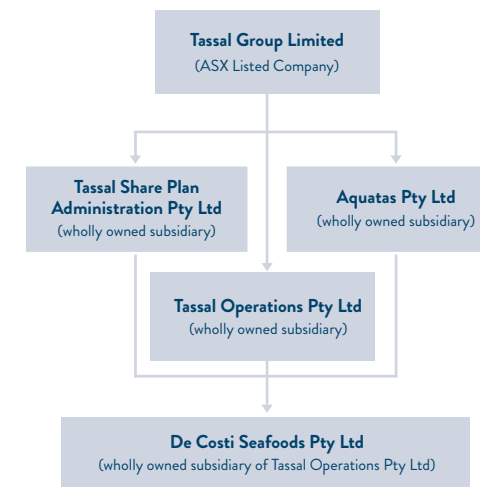 Tassal Group Limited
(ASX Listed Company)
Tassal Share Plan
Administration Pty Ltd
(wholly owned subsidiary)
Aquatas Pty Ltd
(wholly owned subsidiary)
Tassal Operations Pty Ltd
(wholly owned subsidiary)
De Costi Seafoods Pty Ltd
(wholly owned subsidiary of Tassal Operations Pty Ltd)